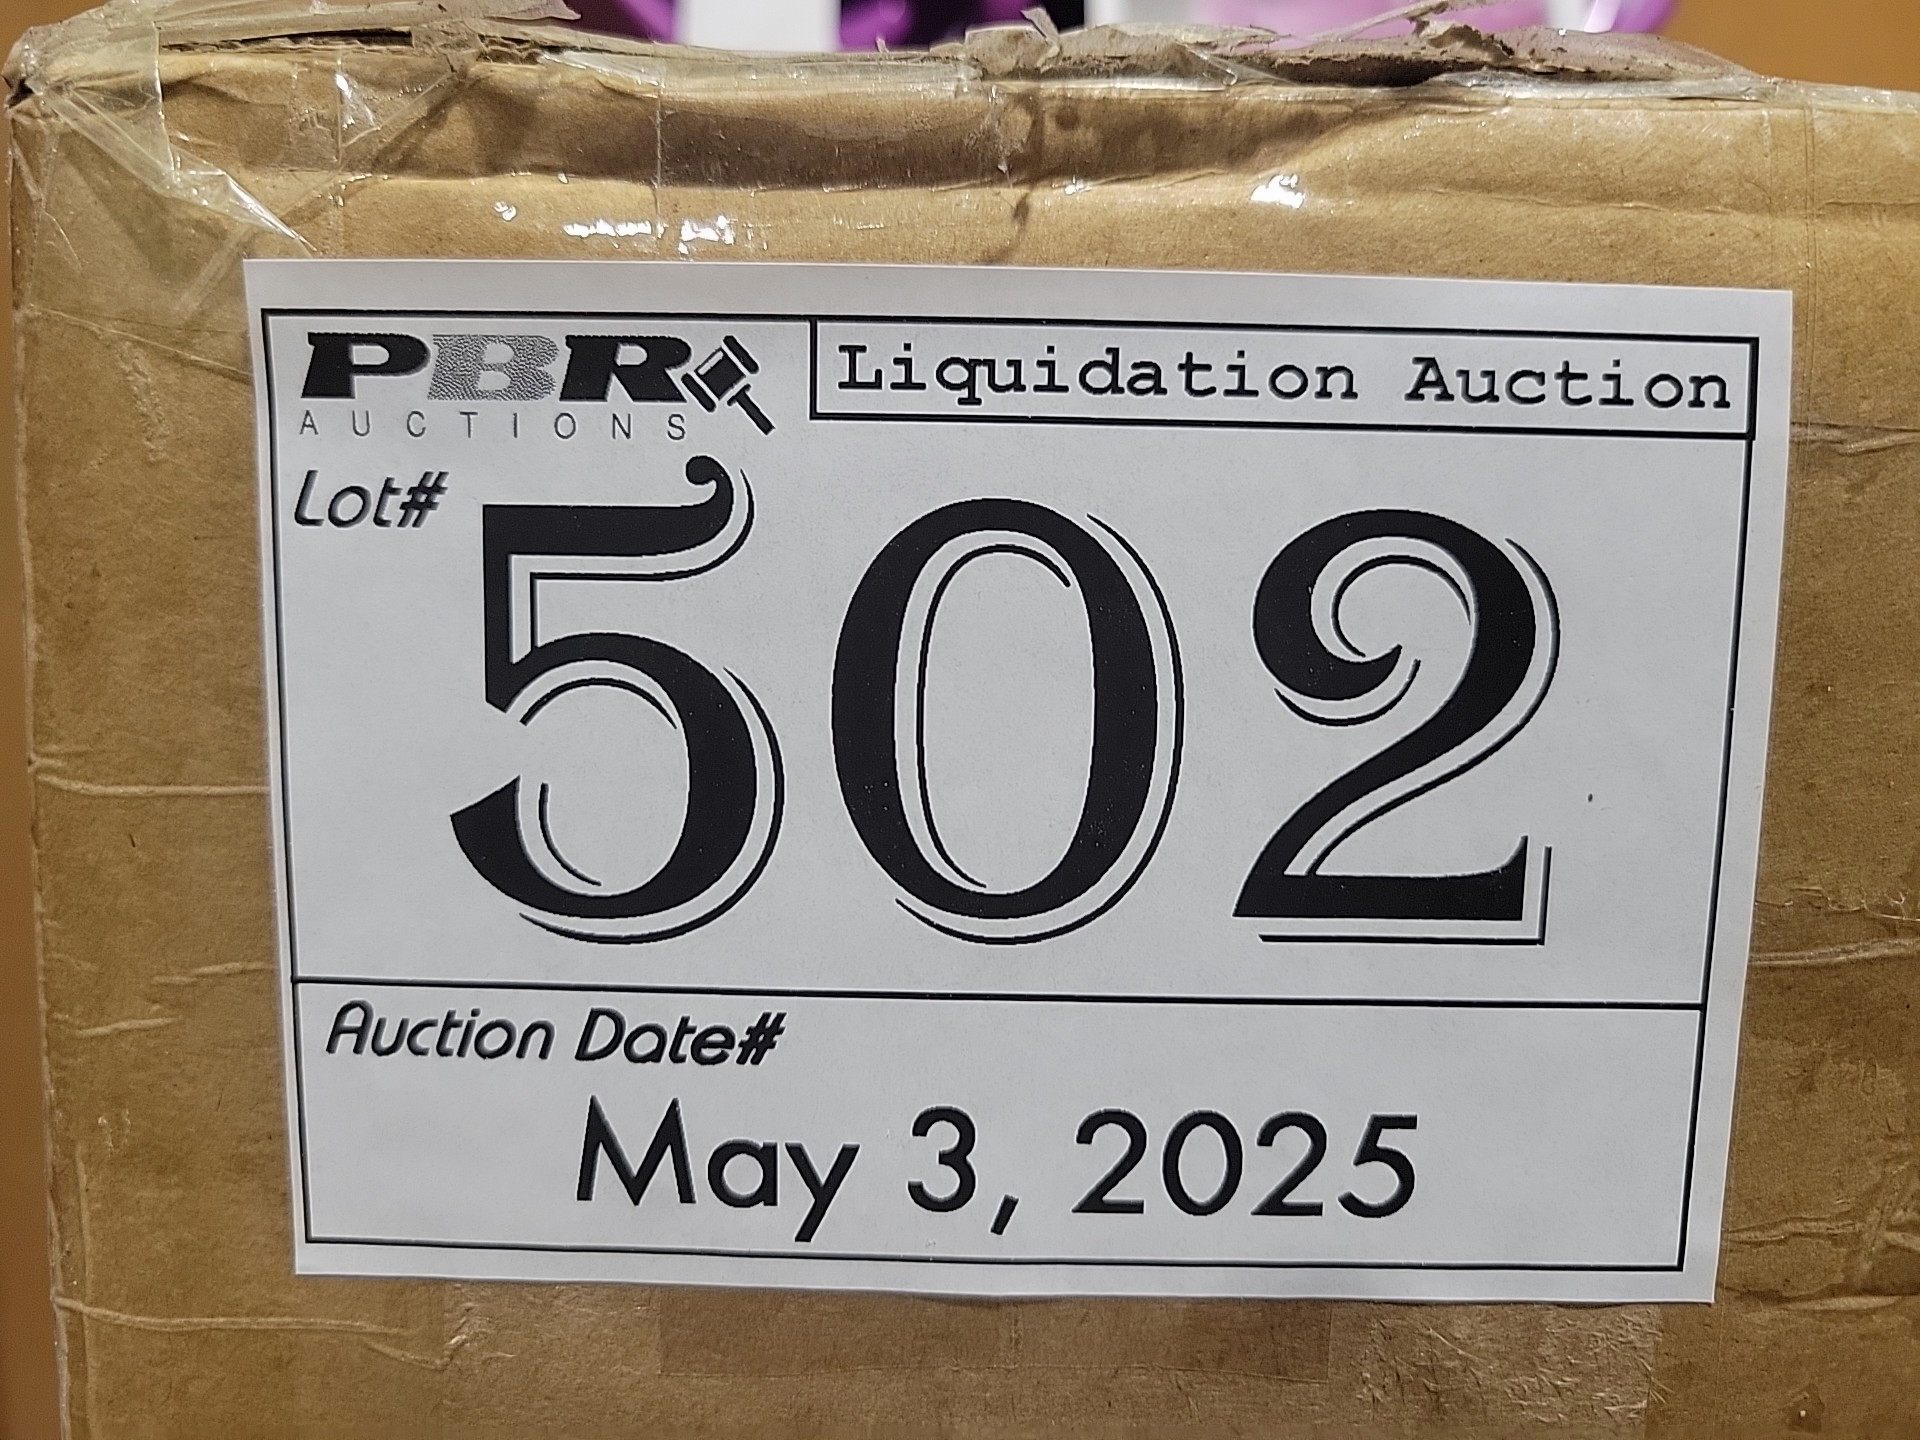 PBR
AUCTIONS
Liquidation Auction
Lot#
502
Auction Date#
May 3, 2025